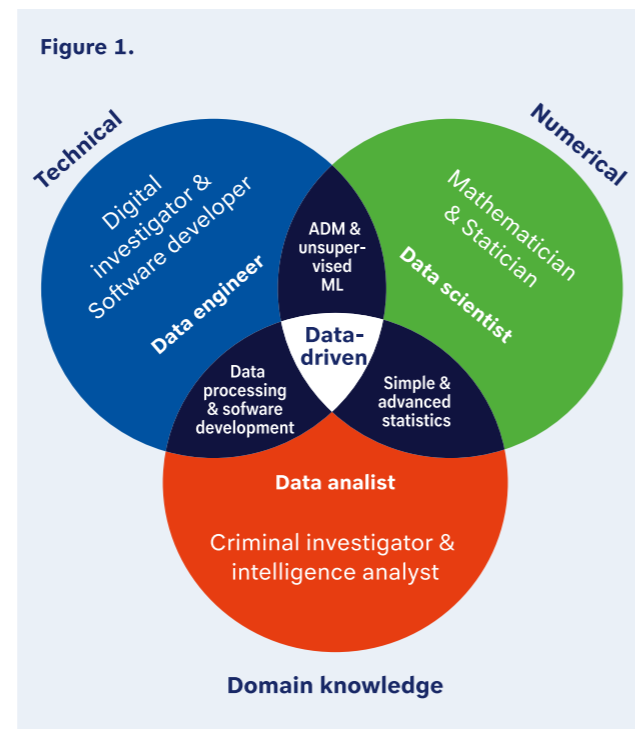 Figure 1.
Technical
Numerical
Digital
investigator &
Software developer
Data engineer
Mathematician
& Statician
Data scientist
ADM &
unsuper-
vised
ML
Data-
driven
Data
processing
& sofware
development
Simple &
advanced
statistics
Data analist
Criminal investigator &
intelligence analyst
Domain knowledge